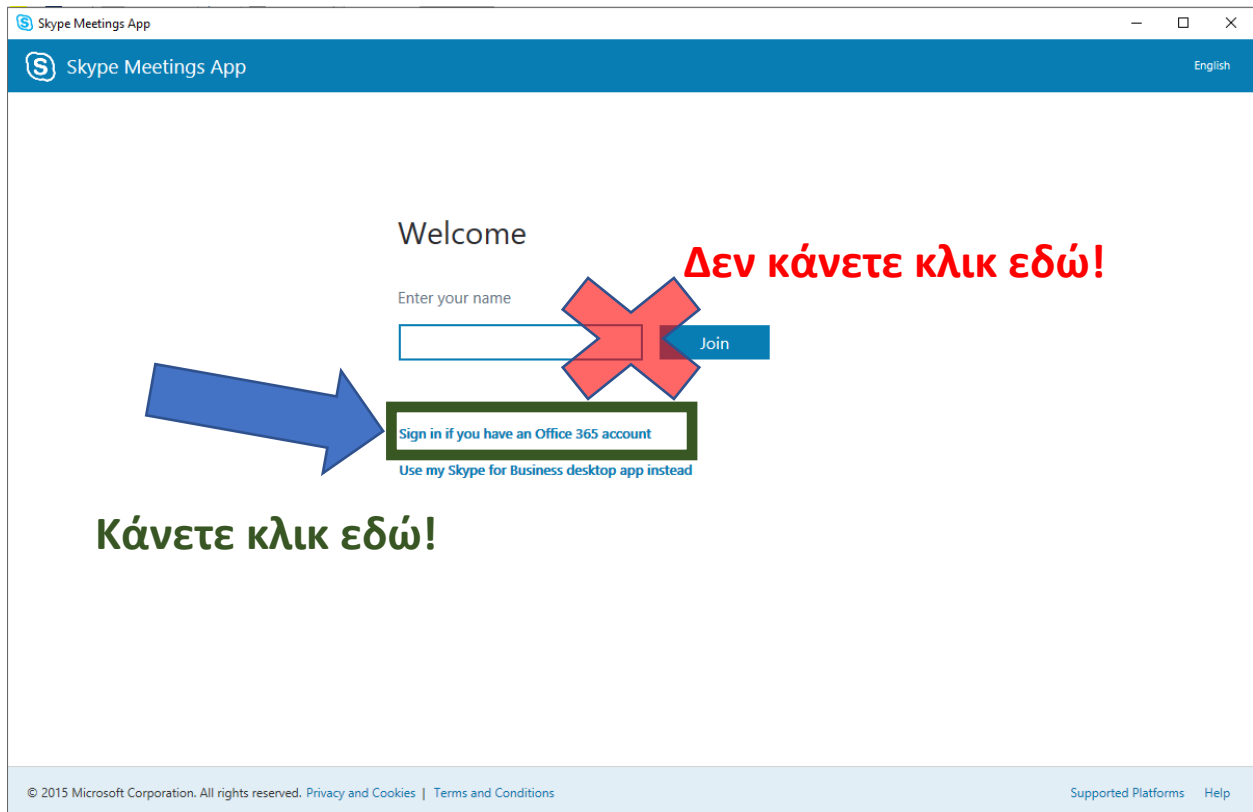 Skype Meetings App
Skype Meetings App
English
Welcome
Δεν κάνετε κλικ εδώ!
Enter your name
Join
Sign in if you have an Office 365 account
Use my Skype for Business desktop app instead
Κάνετε κλικ εδώ!
© 2015 Microsoft Corporation. All rights reserved. Privacy and Cookies | Terms and Conditions
Supported Platforms Help